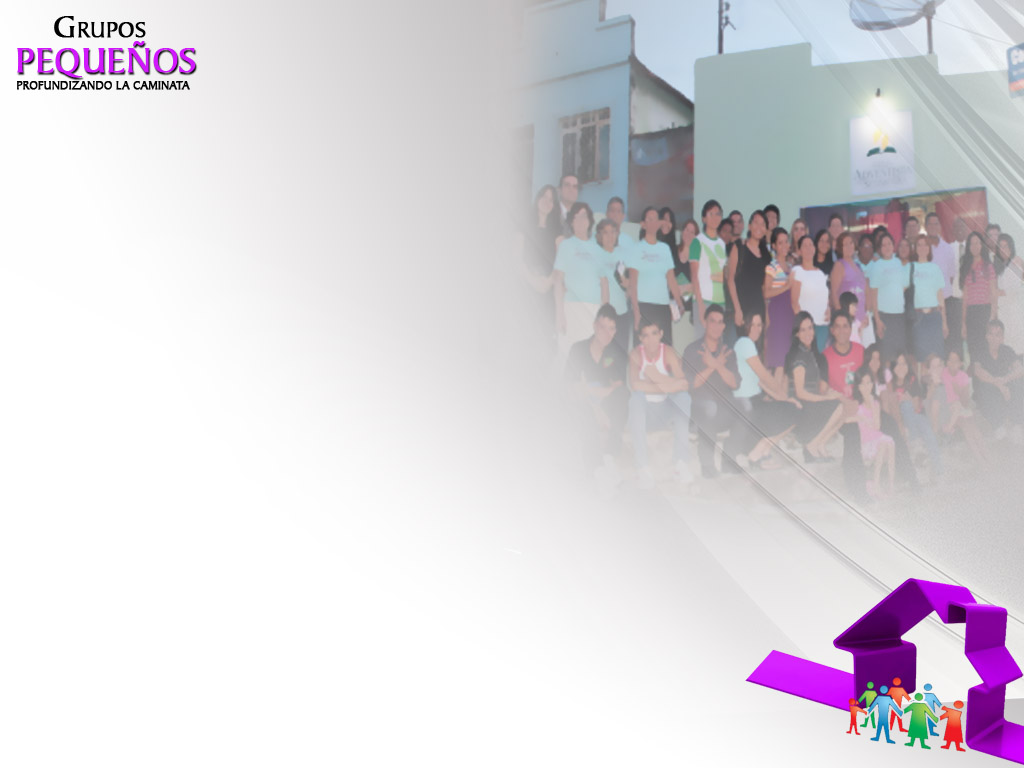 GRUPOS
PEQUEÑOS
PROFUNDIZANDO LA CAMINATA